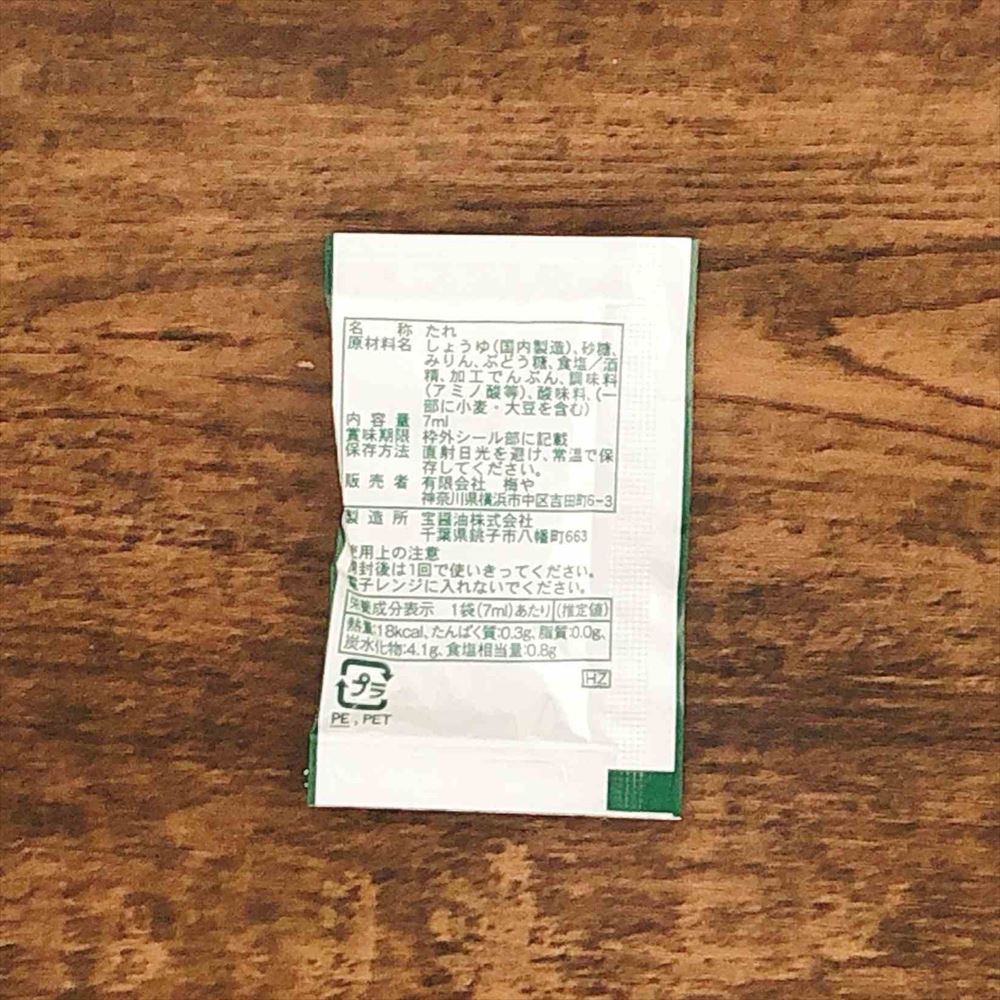 名称 たれ
原材料名 しょうゆ(国内製造)、砂糖、
みりん、ぶどう糖、食塩／酒
精、加工でんぷん、調味料
(アミノ酸等)、酸味料、(一
部に小麦・大豆を含む)
内容量 7ml
賞味期限 枠外シール部に記載
保存方法 直射日光を避け、常温で保
存してください。
販売者 有限会社 梅や
神奈川県横浜市中区吉田町6-3
製造所 宝醤油株式会社
千葉県銚子市八幡町663
使用上の注意
開封後は1回で使いきってください。
電子レンジに入れないでください。
栄養成分表示 1袋(7ml)あたり (推定値)
熱量:18kcal、たんぱく質:0.3g、脂質:0.0g、
炭水化物:4.1g、食塩相当量:0.8g
プラ
HZ
PE , PET